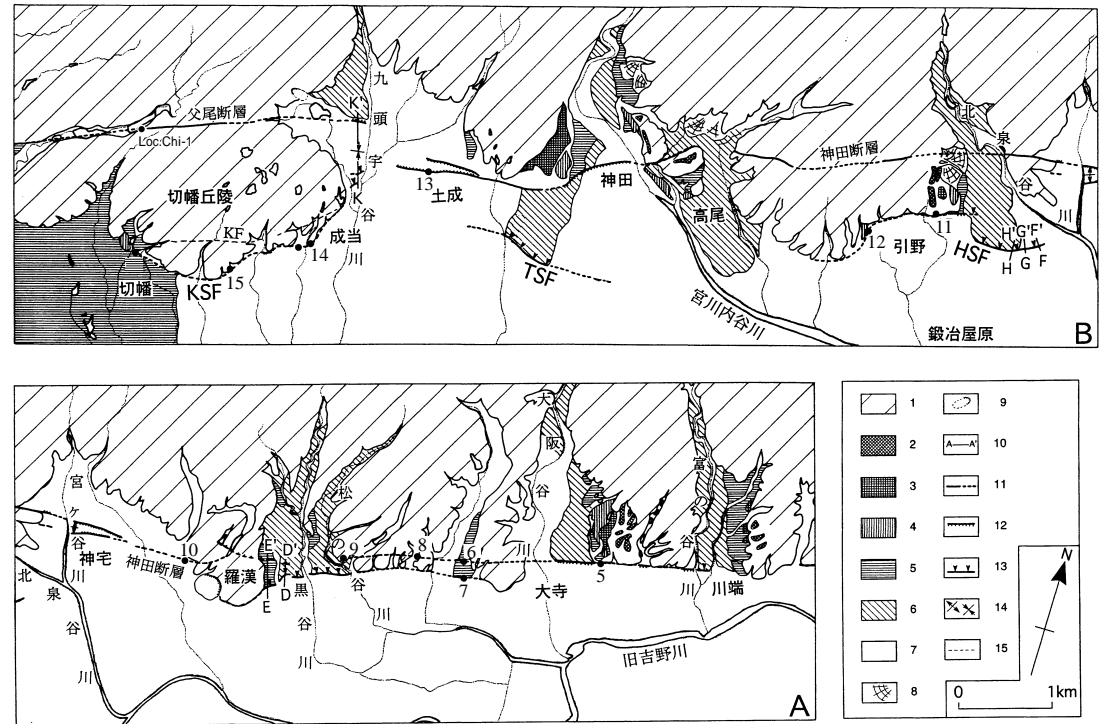 父尾断層
Loc:Chi-1
切幡丘陵
KF
切幡
KSF
15
14
成当
九
頭
宇
谷
川
K'
K
13
土成
TSF
神田
高尾
宮川内谷川
神田断層
12
引野
11
HSF
北
泉
谷
川
H' G' F'
H G F
鍛冶屋原
B
宮
ヶ
谷
川
神宅
北
泉
谷
川
神田断層
10
羅漢
E'
E
D'
D
黒
谷
川
松
谷
川
9
8
6
7
大
阪
谷
川
大寺
5
富
谷
川
川端
旧吉野川
A
1
2
3
4
5
6
7
8
9
A A' 10
11
12
13
14
15
N
0 1km